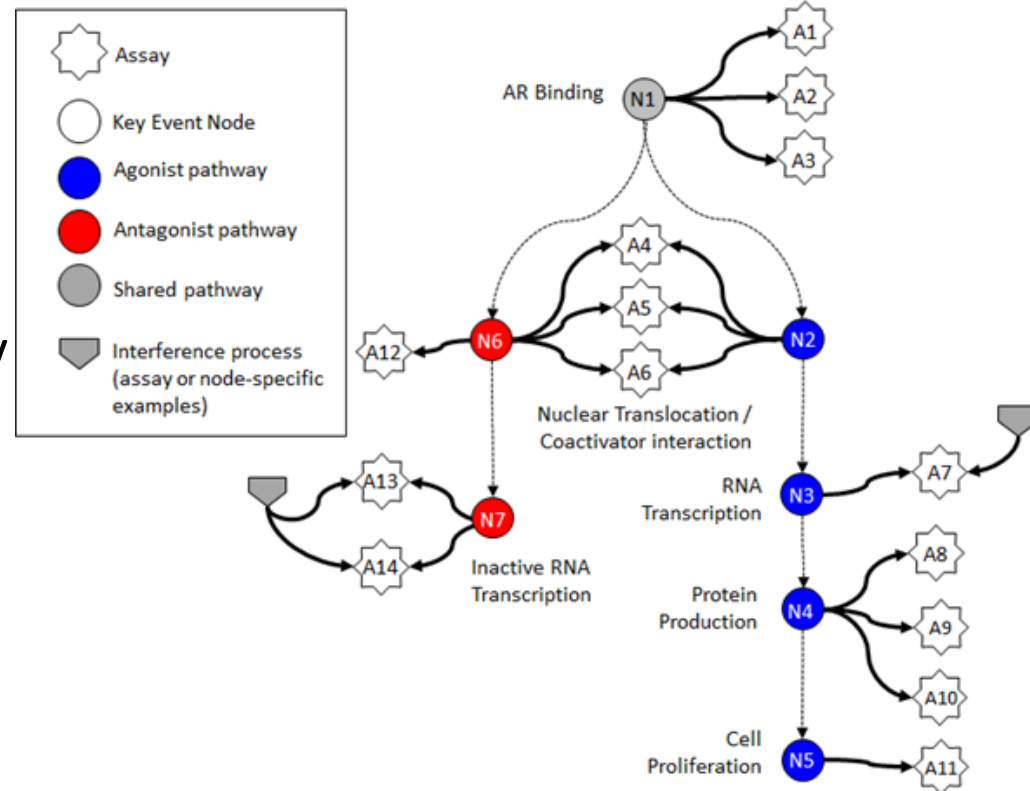 Assay
Key Event Node
Agonist pathway
Antagonist pathway
Shared pathway
Interference process
(assay or node-specific
examples)
y
AR Binding
N1
A1
A2
A3
A4
A5
A6
N6
N2
A12
Nuclear Translocation /
Coactivator interaction
A13
A14
N7
Inactive RNA
Transcription
RNA
Transcription
N3
A7
Protein
Production
N4
A8
A9
A10
Cell
Proliferation
N5
A11